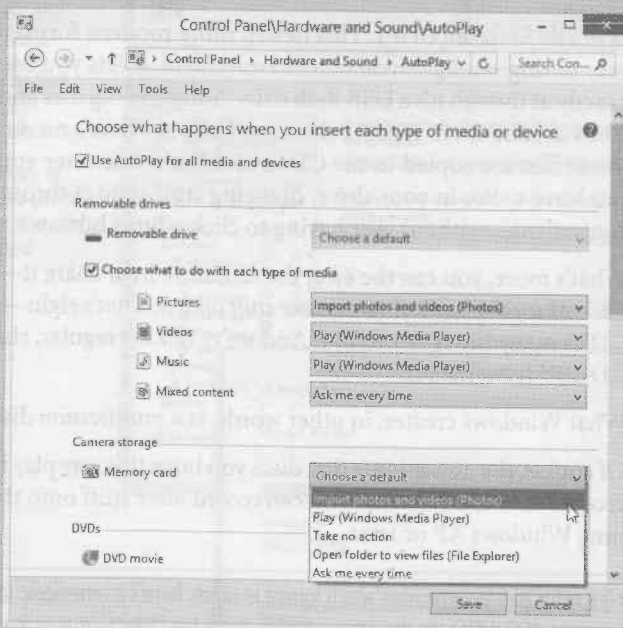 Control Panel\Hardware and Sound\AutoPlay
Control Panel › Hardware and Sound › AutoPlay Search Con...
File Edit View Tools Help
Choose what happens when you insert each type of media or device
Use AutoPlay for all media and devices
Removable drives
Removable drive Choose a default
Choose what to do with each type of media
Pictures Import photos and videos (Photos)
Videos Play (Windows Media Player)
Music Play (Windows Media Player)
Mixed content Ask me every time
Camera storage
Memory card Choose a default
Import photos and videos (Photos)
Play (Windows Media Player)
Take no action
Open folder to view files (File Explorer)
Ask me every time
DVDs
DVD movie
Save Cancel